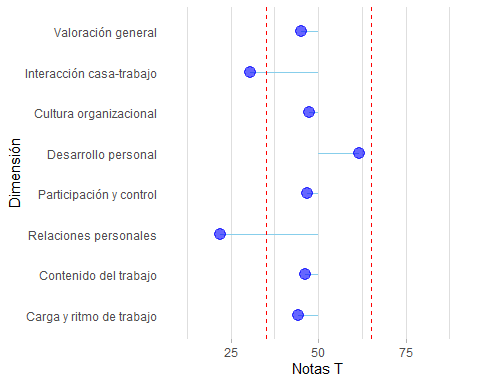 Valoración general
Interacción casa-trabajo
Cultura organizacional
Desarrollo personal
Participación y control
Relaciones personales
Contenido del trabajo
Carga y ritmo de trabajo
Dimensión
25 50 75
Notas T